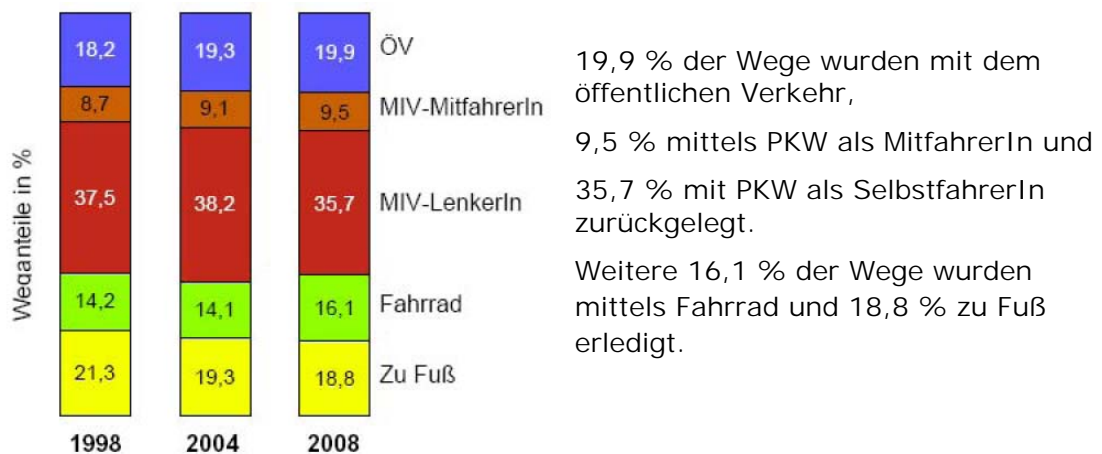 Weganteile in %
18,2 19,3 19,9 ÖV
8,7 9,1 9,5 MIV-MitfahrerIn
37,5 38,2 35,7 MIV-LenkerIn
14,2 14,1 16,1 Fahrrad
21,3 19,3 18,8 Zu Fuß
1998 2004 2008
19,9 % der Wege wurden mit dem
öffentlichen Verkehr,
9,5 % mittels PKW als MitfahrerIn und
35,7 % mit PKW als SelbstfahrerIn
zurückgelegt.
Weitere 16,1 % der Wege wurden
mittels Fahrrad und 18,8 % zu Fuß
erledigt.